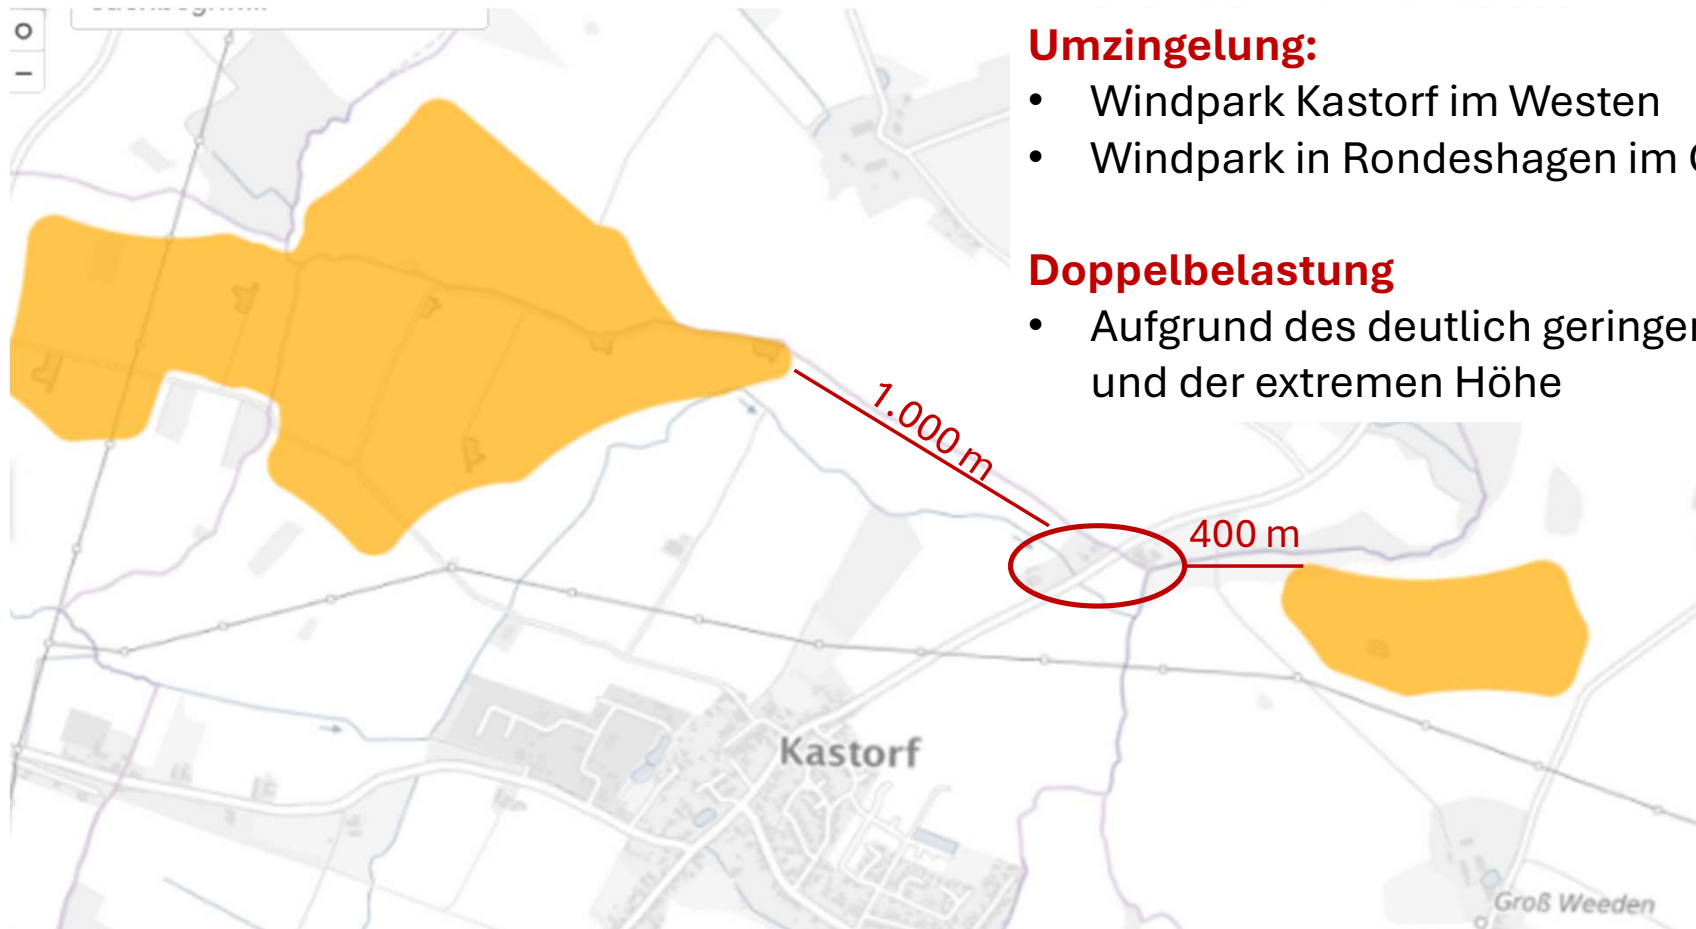 Umzingelung:
• Windpark Kastorf im Westen
• Windpark in Rondeshagen im
Doppelbelastung
• Aufgrund des deutlich geringer
und der extremen Höhe
1.000 m
400 m
Kastorf
Groß Weeden